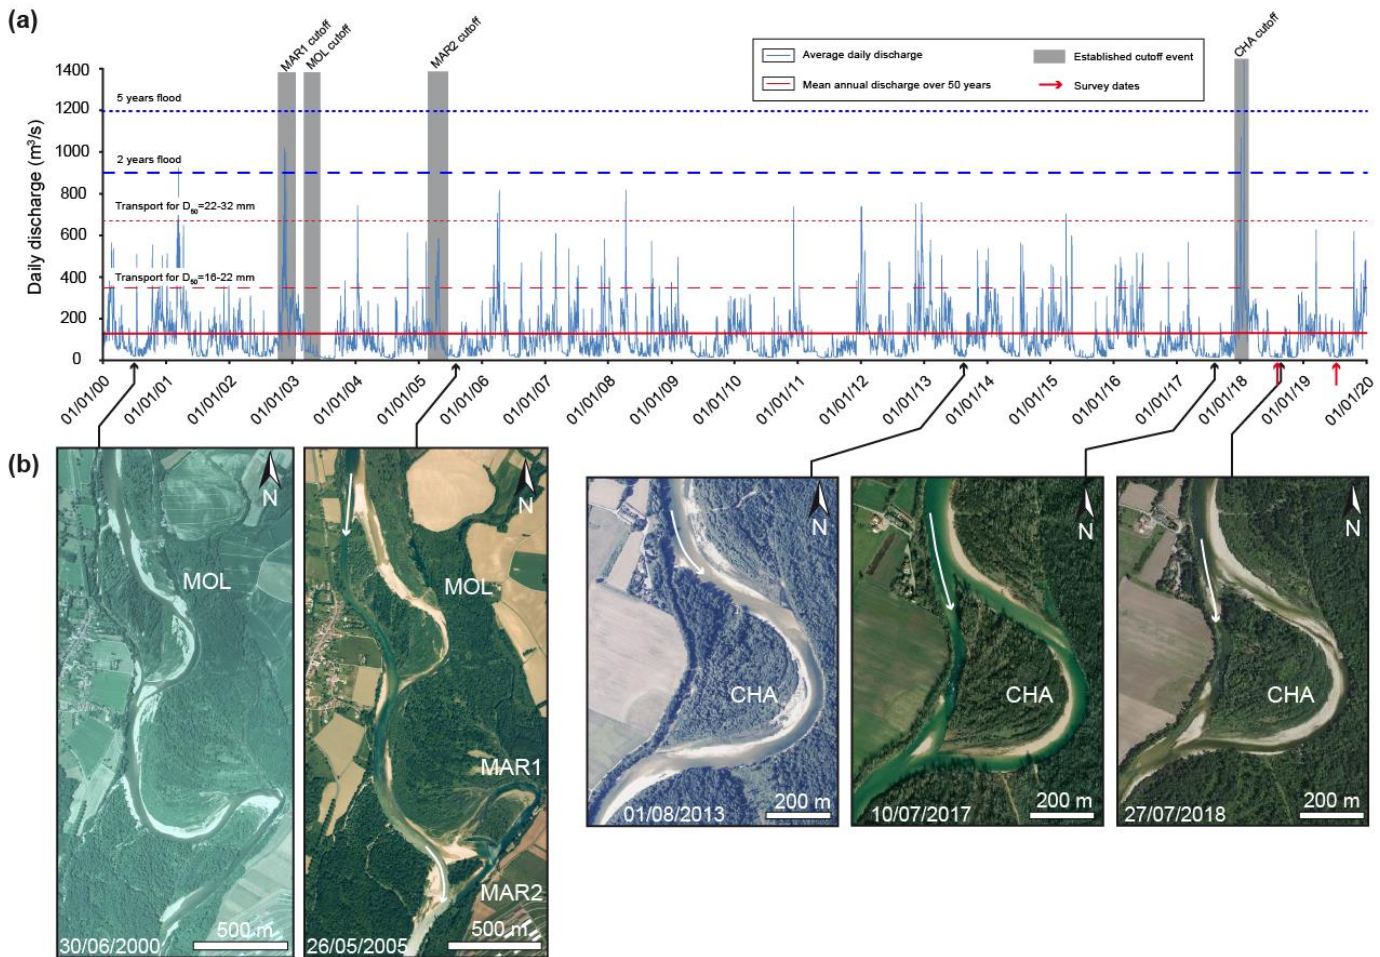 (a)
MAR1 cutoff
MOL cutoff
MAR2 cutoff
CHA cutoff
Average daily discharge
Established cutoff event
Mean annual discharge over 50 years
Survey dates
Daily discharge (m³/s)
1400
1200
1000
800
600
400
200
0
5 years flood
2 years flood
Transport for D₅₀=22-32 mm
Transport for D₅₀=16-22 mm
01/01/00
01/01/01
01/01/02
01/01/03
01/01/04
01/01/05
01/01/06
01/01/07
01/01/08
01/01/09
01/01/10
01/01/11
01/01/12
01/01/13
01/01/14
01/01/15
01/01/16
01/01/17
01/01/18
01/01/19
01/01/20
(b)
N
MOL
30/06/2000
500 m
N
MOL
MAR1
MAR2
26/05/2005
500 m
N
CHA
01/08/2013
200 m
N
CHA
10/07/2017
200 m
N
CHA
27/07/2018
200 m